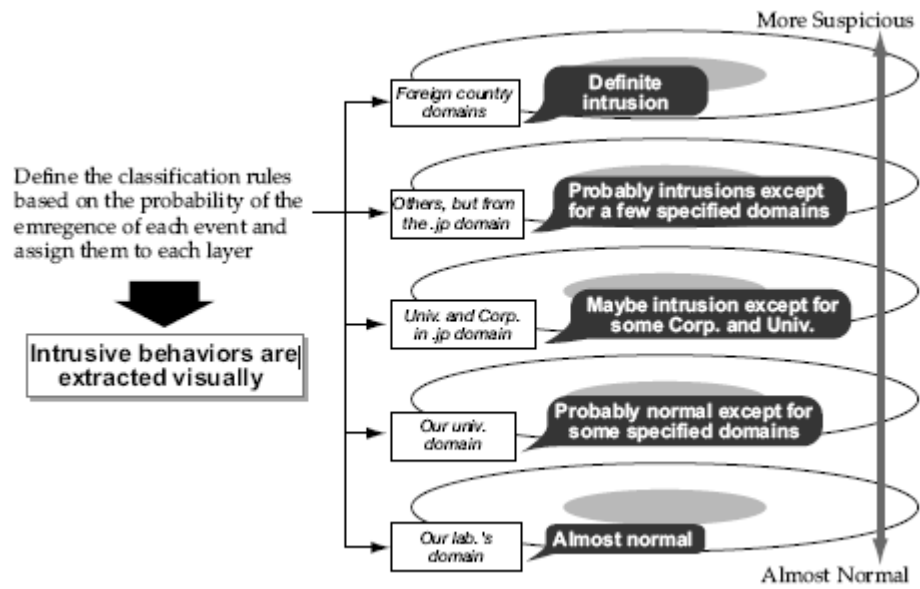 More Suspicious
Foreign country
domains
Definite
intrusion
Define the classification rules
based on the probability of the
emregence of each event and
assign them to each layer
Others, but from
the .jp domain
Probably intrusions except
for a few specified domains
Univ. and Corp.
in .jp domain
Maybe intrusion except for
some Corp. and Univ.
Intrusive behaviors are
extracted visually
Our univ.
domain
Probably normal except for
some specified domains
Our lab.'s
domain
Almost normal
Almost Normal